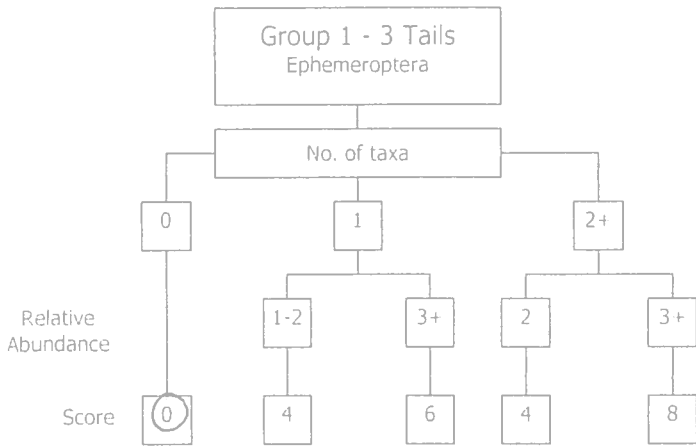 Group 1 - 3 Tails
Ephemeroptera
No. of taxa
0 1 2+
Relative
Abundance
1-2 3+ 2 3+
Score 0 4 6 4 8